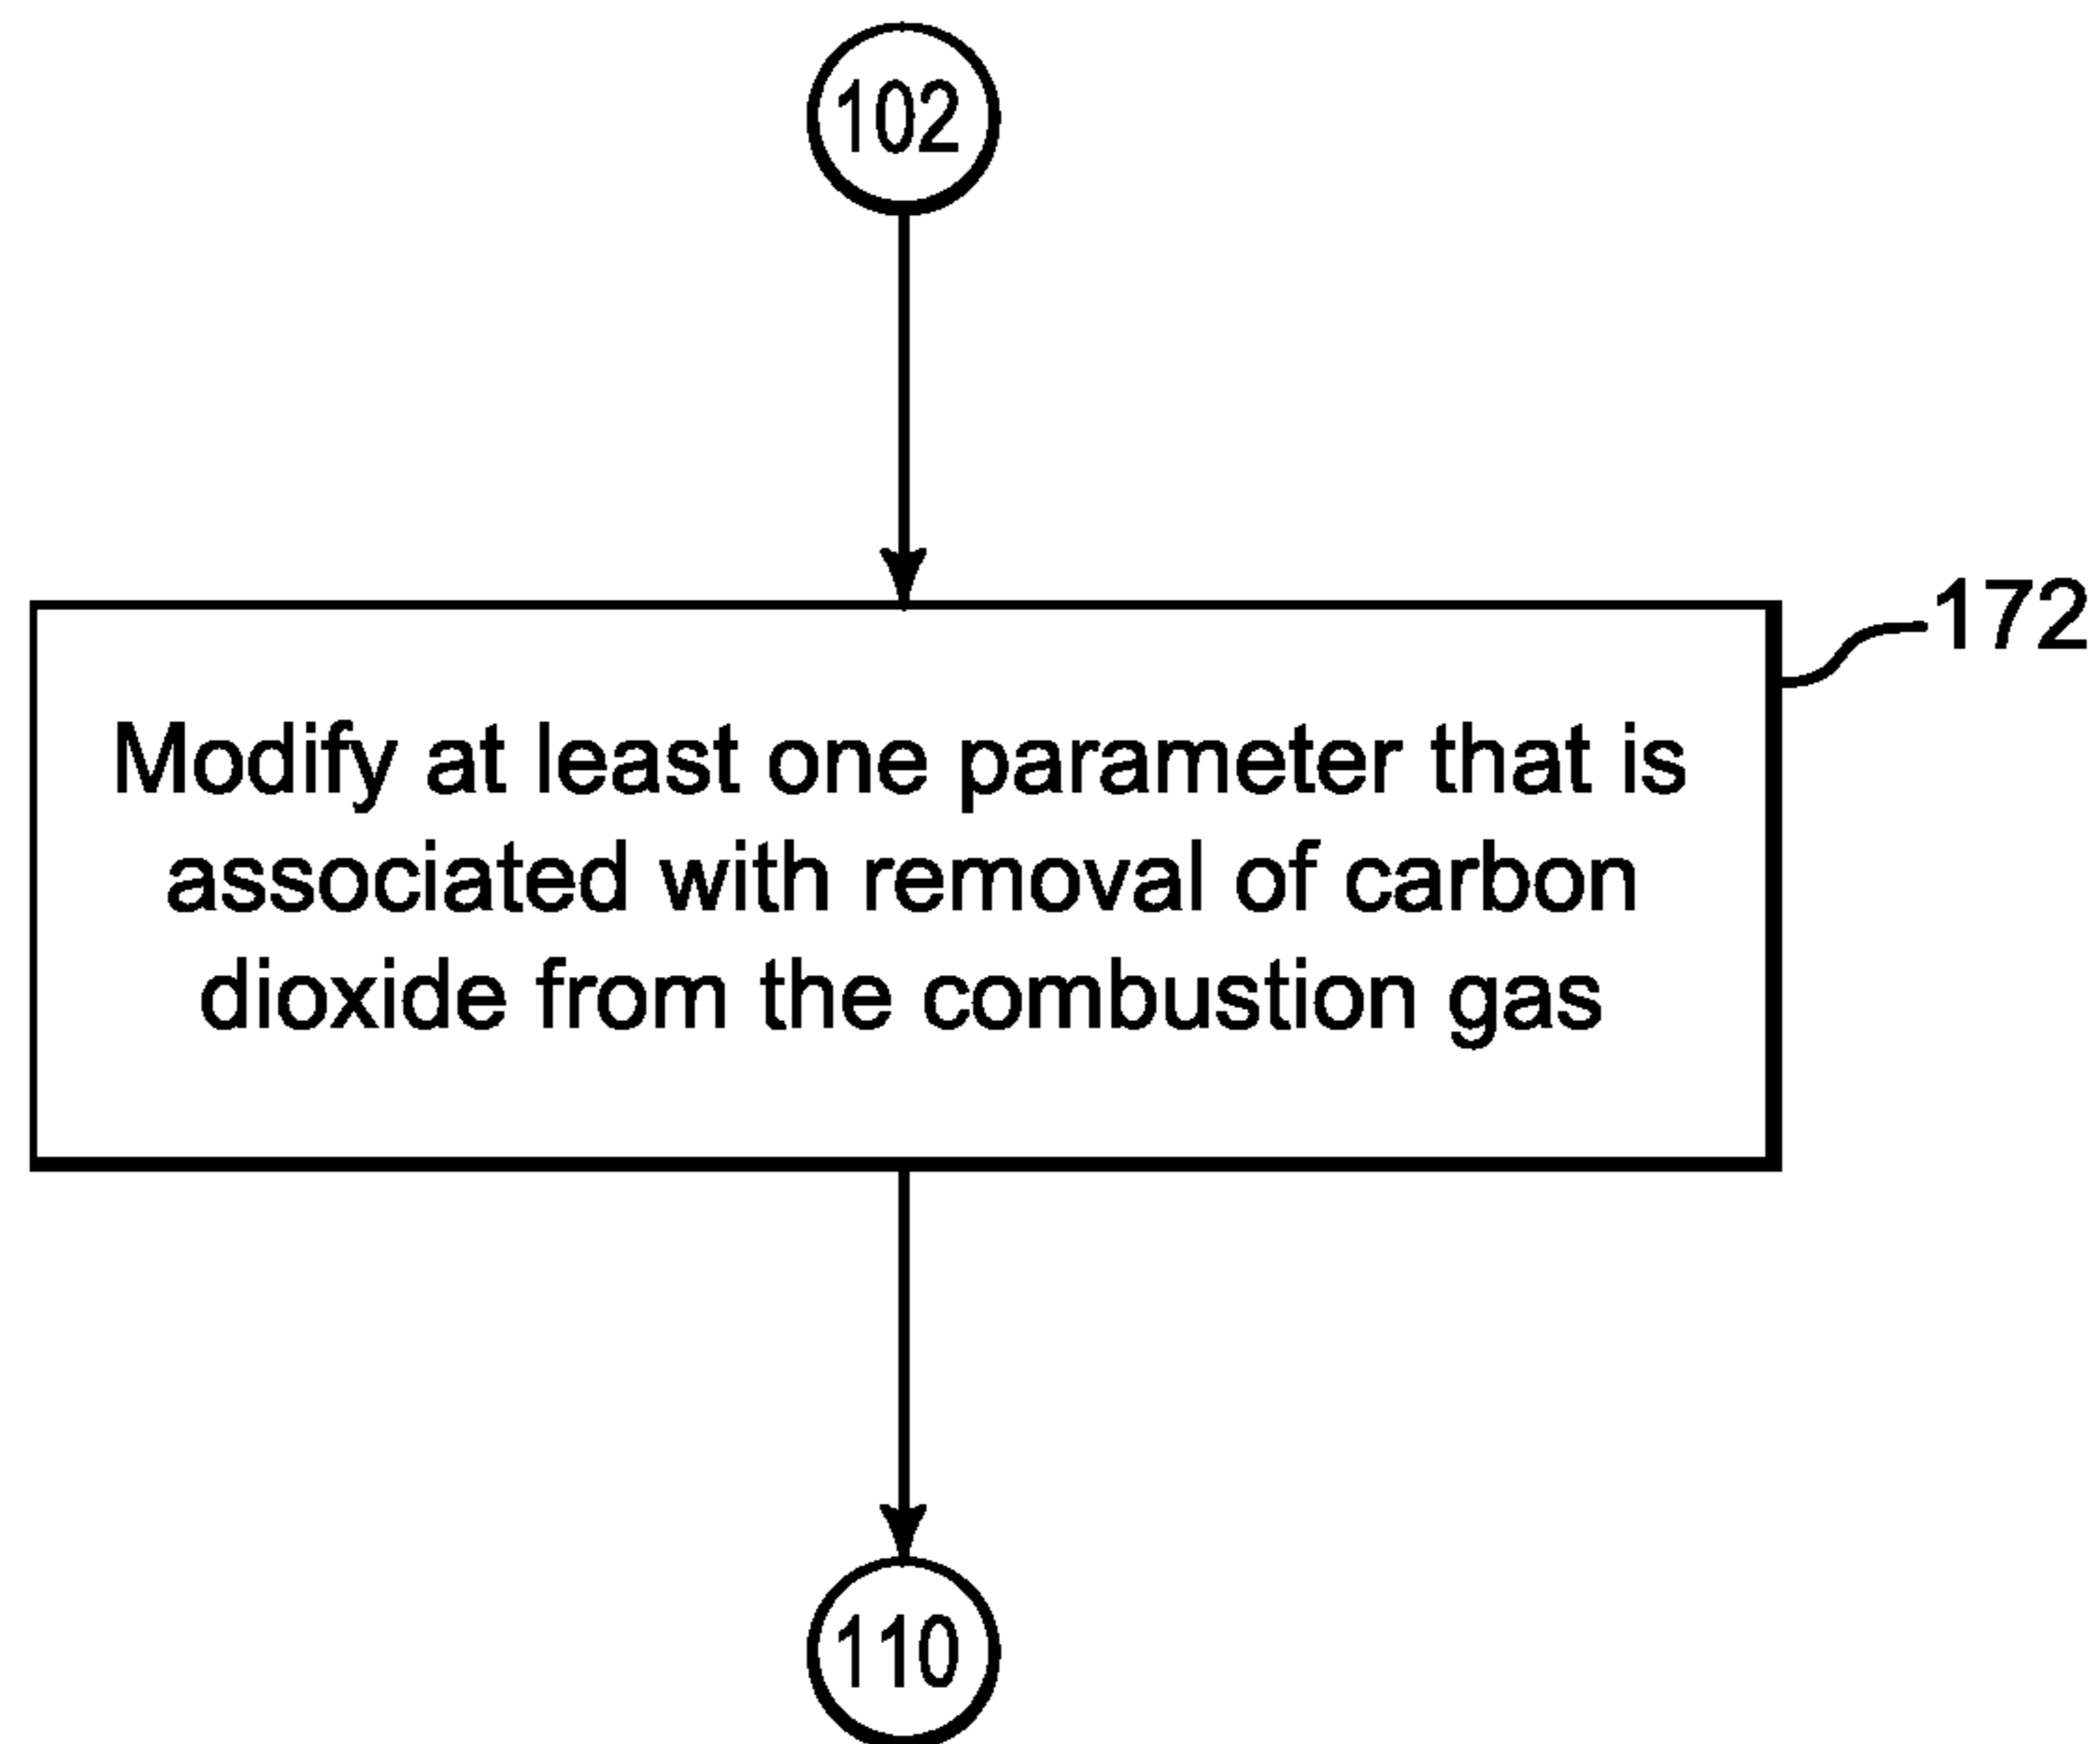 102
172
Modify at least one parameter that is
associated with removal of carbon
dioxide from the combustion gas
110